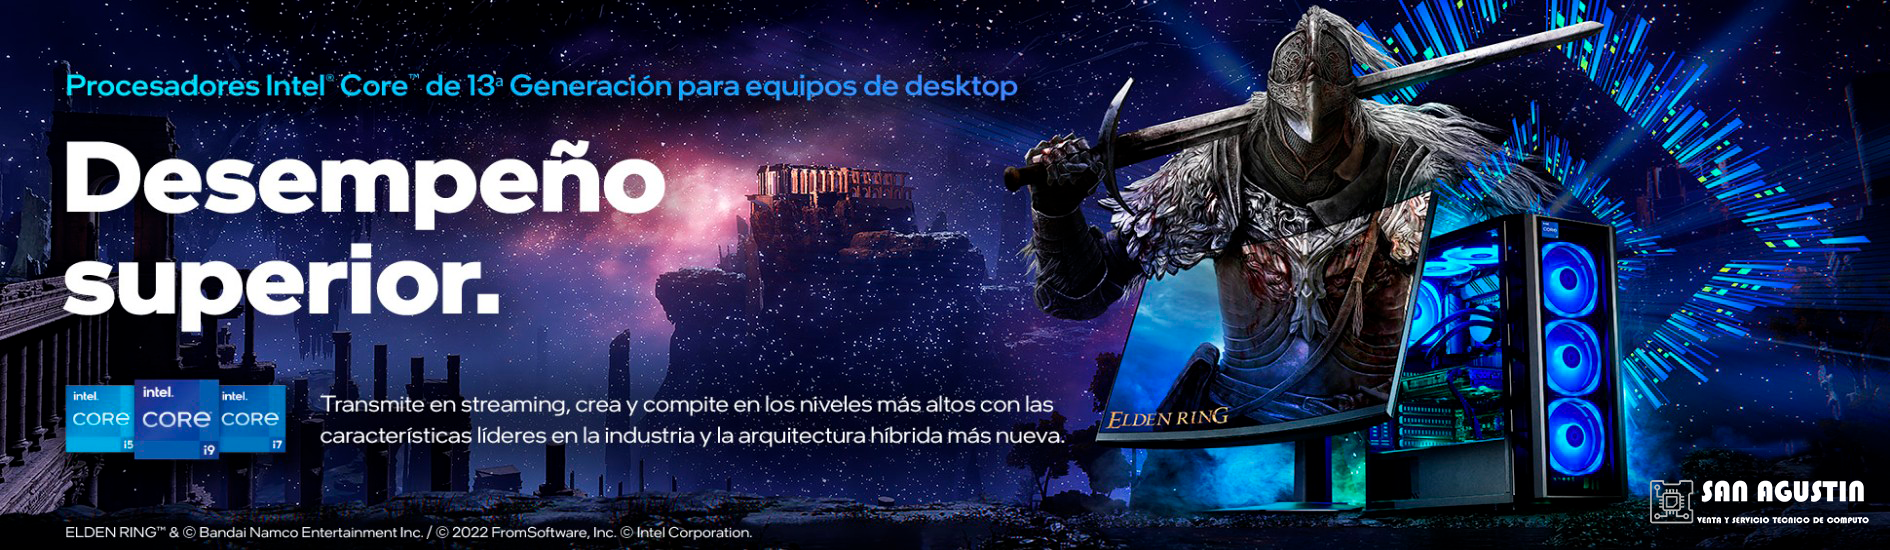 Procesadores Intel® Core™ de 13ª Generación para equipos de desktop
Desempeño
superior.
intel.
CORE
i5
intel.
CORE
i9
intel.
CORE
i7
Transmite en streaming, crea y compite en los niveles más altos con las
características líderes en la industria y la arquitectura híbrida más nueva.
ELDEN RING
CORE
SAN AGUSTIN
VENTA Y SERVICIO TECNICO DE COMPUTO
ELDEN RING™ & © Bandai Namco Entertainment Inc. / © 2022 FromSoftware, Inc. © Intel Corporation.